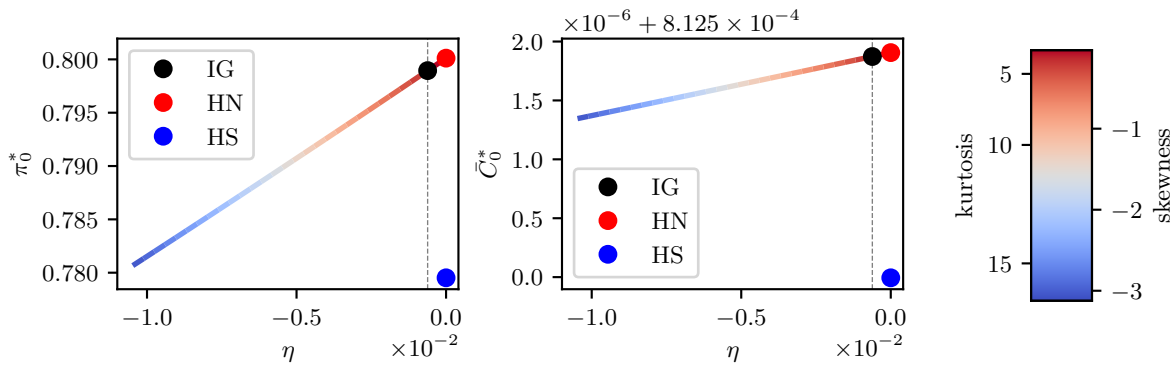 ×10⁻⁶ + 8.125 × 10⁻⁴
0.800
0.795
0.790
0.785
0.780
π₀*
IG
HN
HS
−1.0
−0.5
0.0
η
×10⁻²
2.0
1.5
1.0
0.5
0.0
C̄₀*
IG
HN
HS
−1.0
−0.5
0.0
η
×10⁻²
5
10
15
kurtosis
−1
−2
−3
skewness